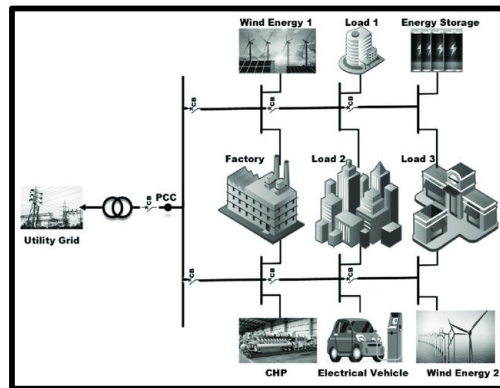 Wind Energy 1
Load 1
Energy Storage
CB
CB
CB
Factory
Load 2
Load 3
CB
PCC
Utility Grid
CB
CB
CB
CHP
Electrical Vehicle
Wind Energy 2